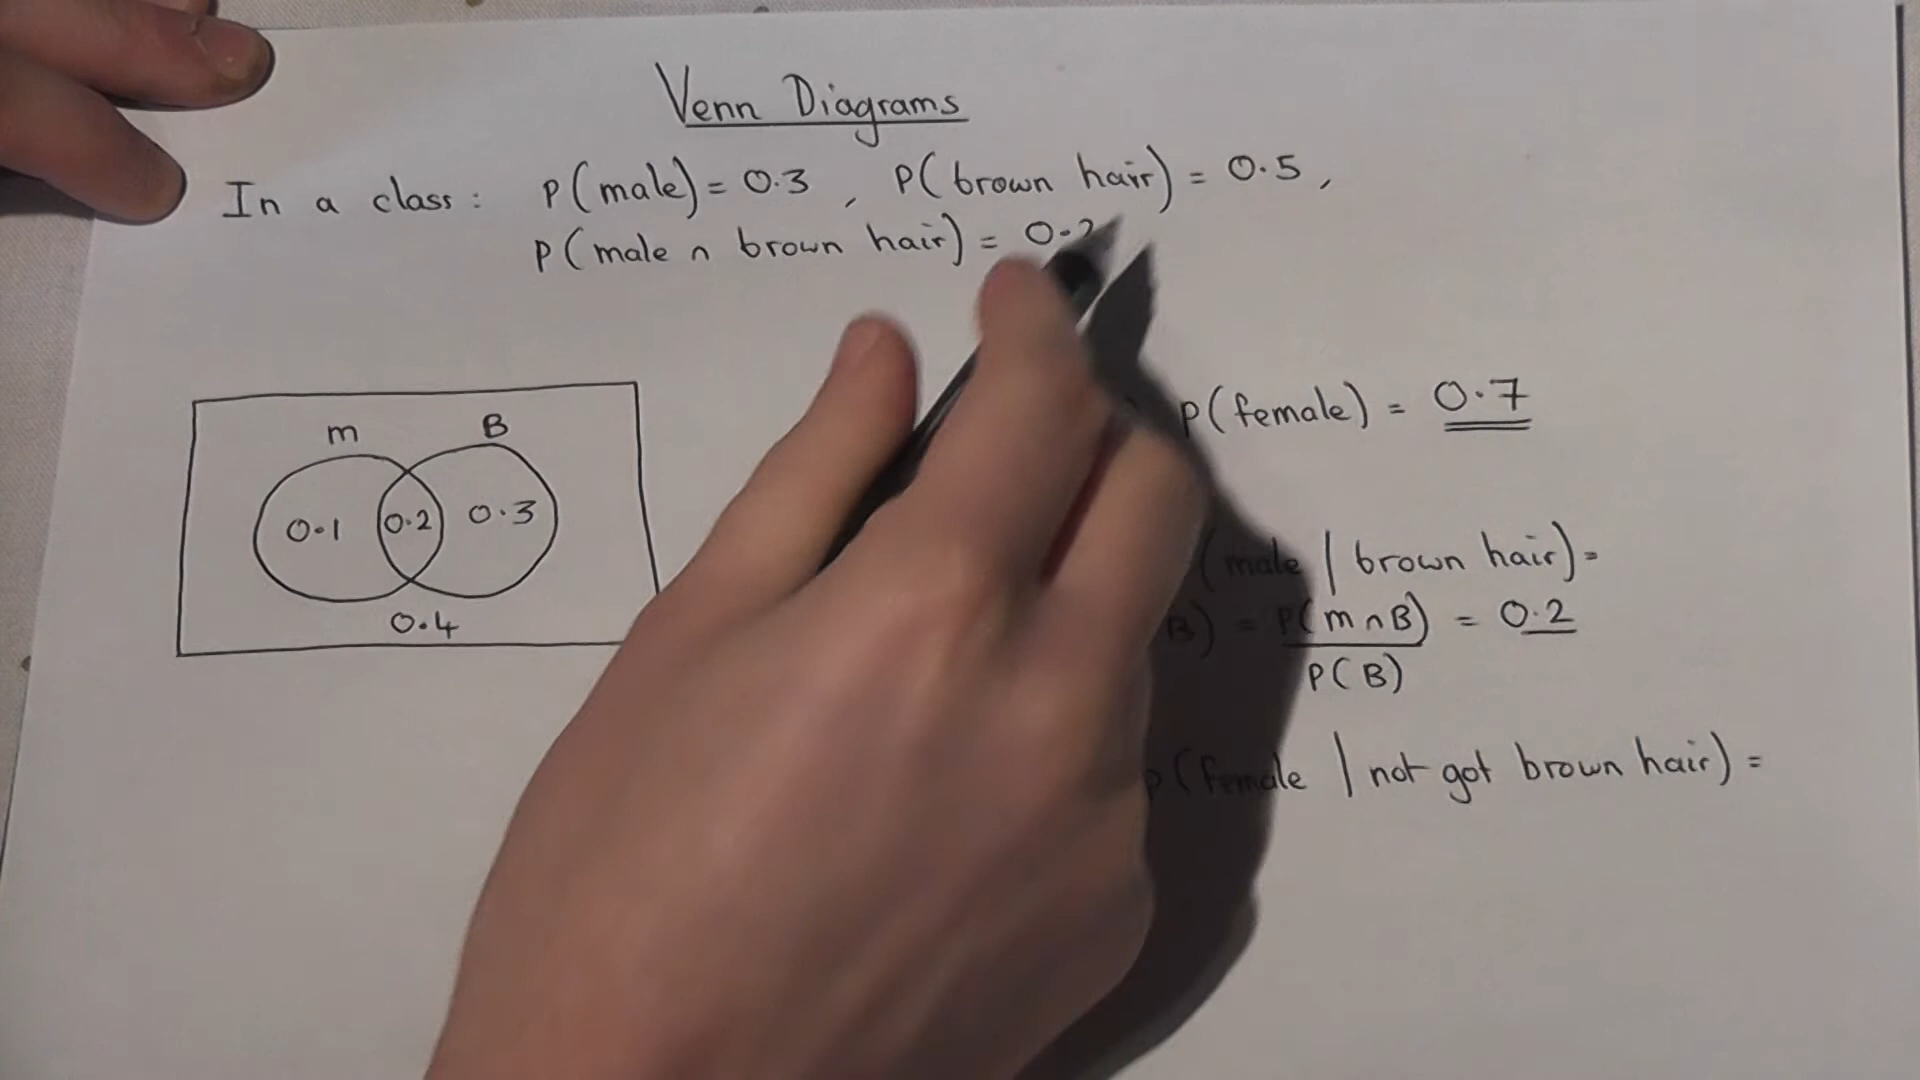 Venn Diagrams
In a class : P(male) = 0.3 , P(brown hair) = 0.5 ,
P(male ∩ brown hair) = 0.2
m B
0.1 0.2 0.3
0.4
P(female) = 0.7
(male | brown hair) =
B) = P(m∩B) = 0.2
P(B)
P(female | not got brown hair) =